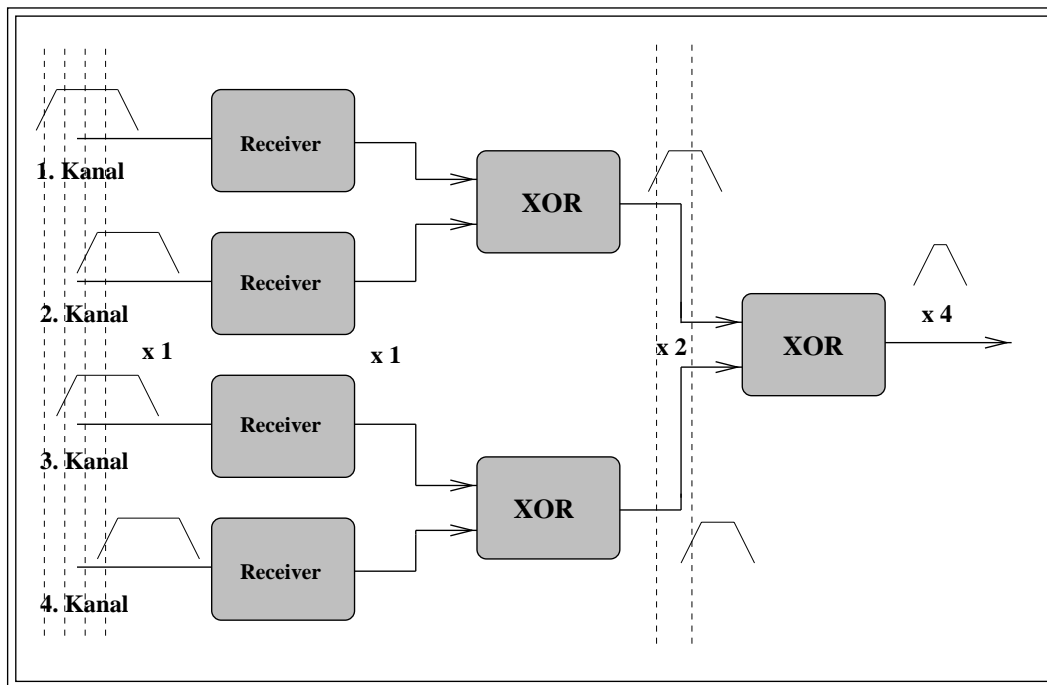 Receiver
1. Kanal
XOR
Receiver
2. Kanal
x 1
x 1
x 2
XOR
x 4
Receiver
3. Kanal
XOR
Receiver
4. Kanal